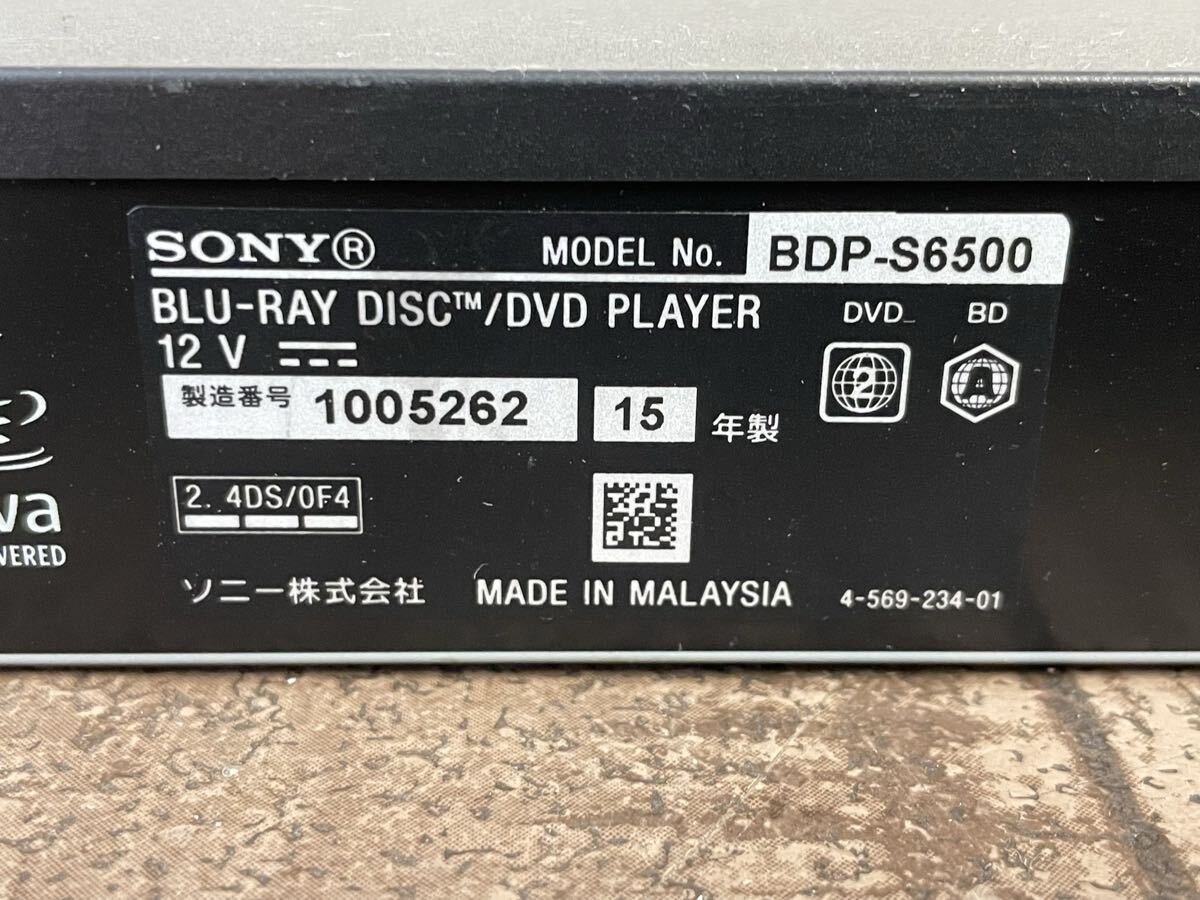 SONY® MODEL No. BDP-S6500
BLU-RAY DISC™/DVD PLAYER
DVD BD
12 V
2 A
製造番号 1005262 15 年製
2.4DS/0F4
ソニー株式会社 MADE IN MALAYSIA 4-569-234-01